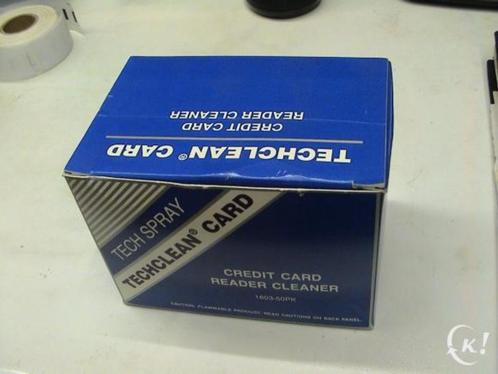 TECHCLEAN® CARD
CREDIT CARD
READER CLEANER
TECH SPRAY
TECHCLEAN® CARD
CREDIT CARD
READER CLEANER
1603-50PK
CAUTION: FLAMMABLE PRODUCT. READ CAUTIONS ON BACK PANEL.
K!